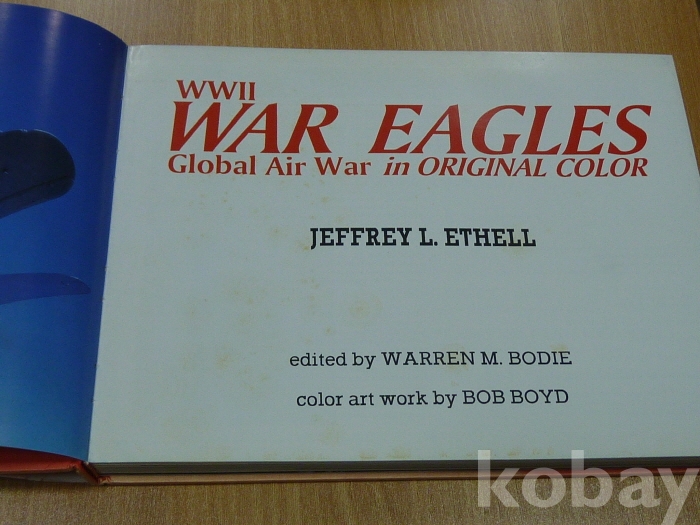 WWII
WAR EAGLES
Global Air War in ORIGINAL COLOR
JEFFREY L. ETHELL
edited by WARREN M. BODIE
color art work by BOB BOYD
kobay